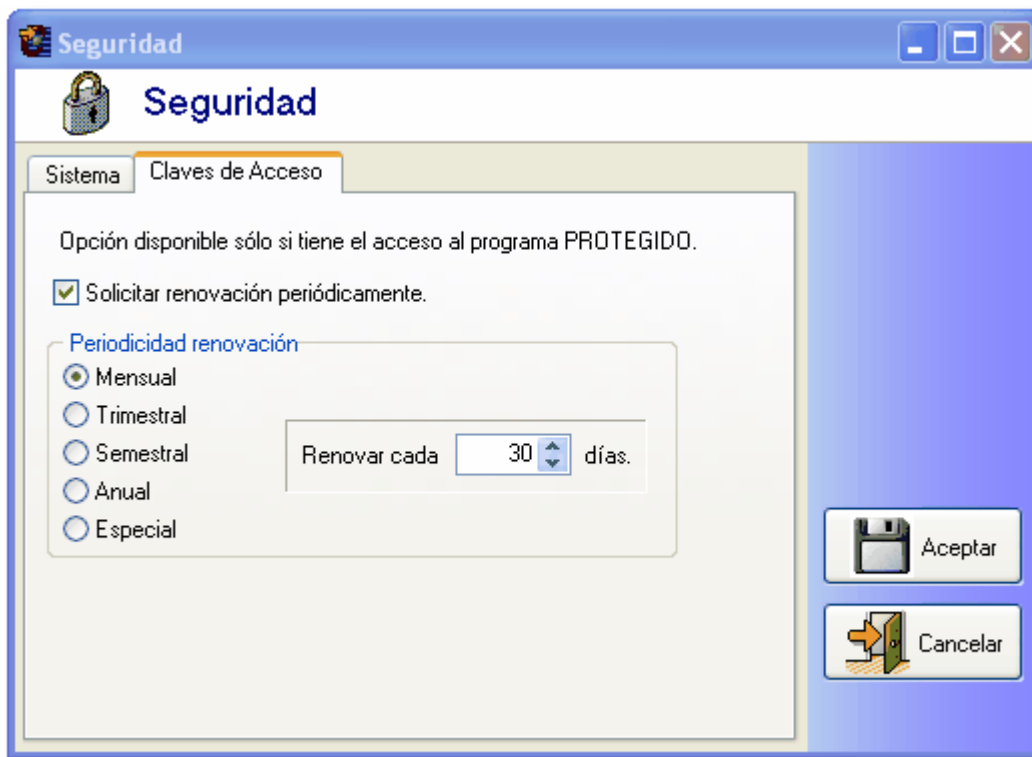 Seguridad
Seguridad
Sistema
Claves de Acceso
Opción disponible sólo si tiene el acceso al programa PROTEGIDO.
Solicitar renovación periódicamente.
Periodicidad renovación
Mensual
Trimestral
Semestral
Renovar cada 30 días.
Anual
Especial
Aceptar
Cancelar